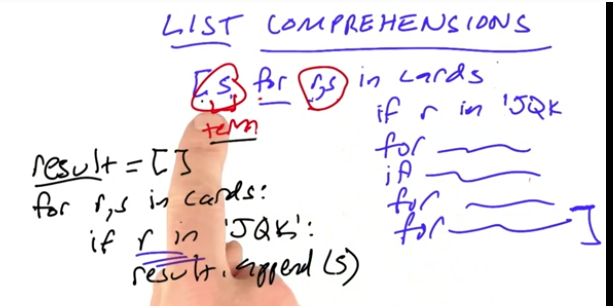 LIST COMPREHENSIONS
[s for r,s in cards
if r in 'JQK
for
if
for
for ]
term
result = []
for r,s in cards:
if r in 'JQK':
result.append(s)